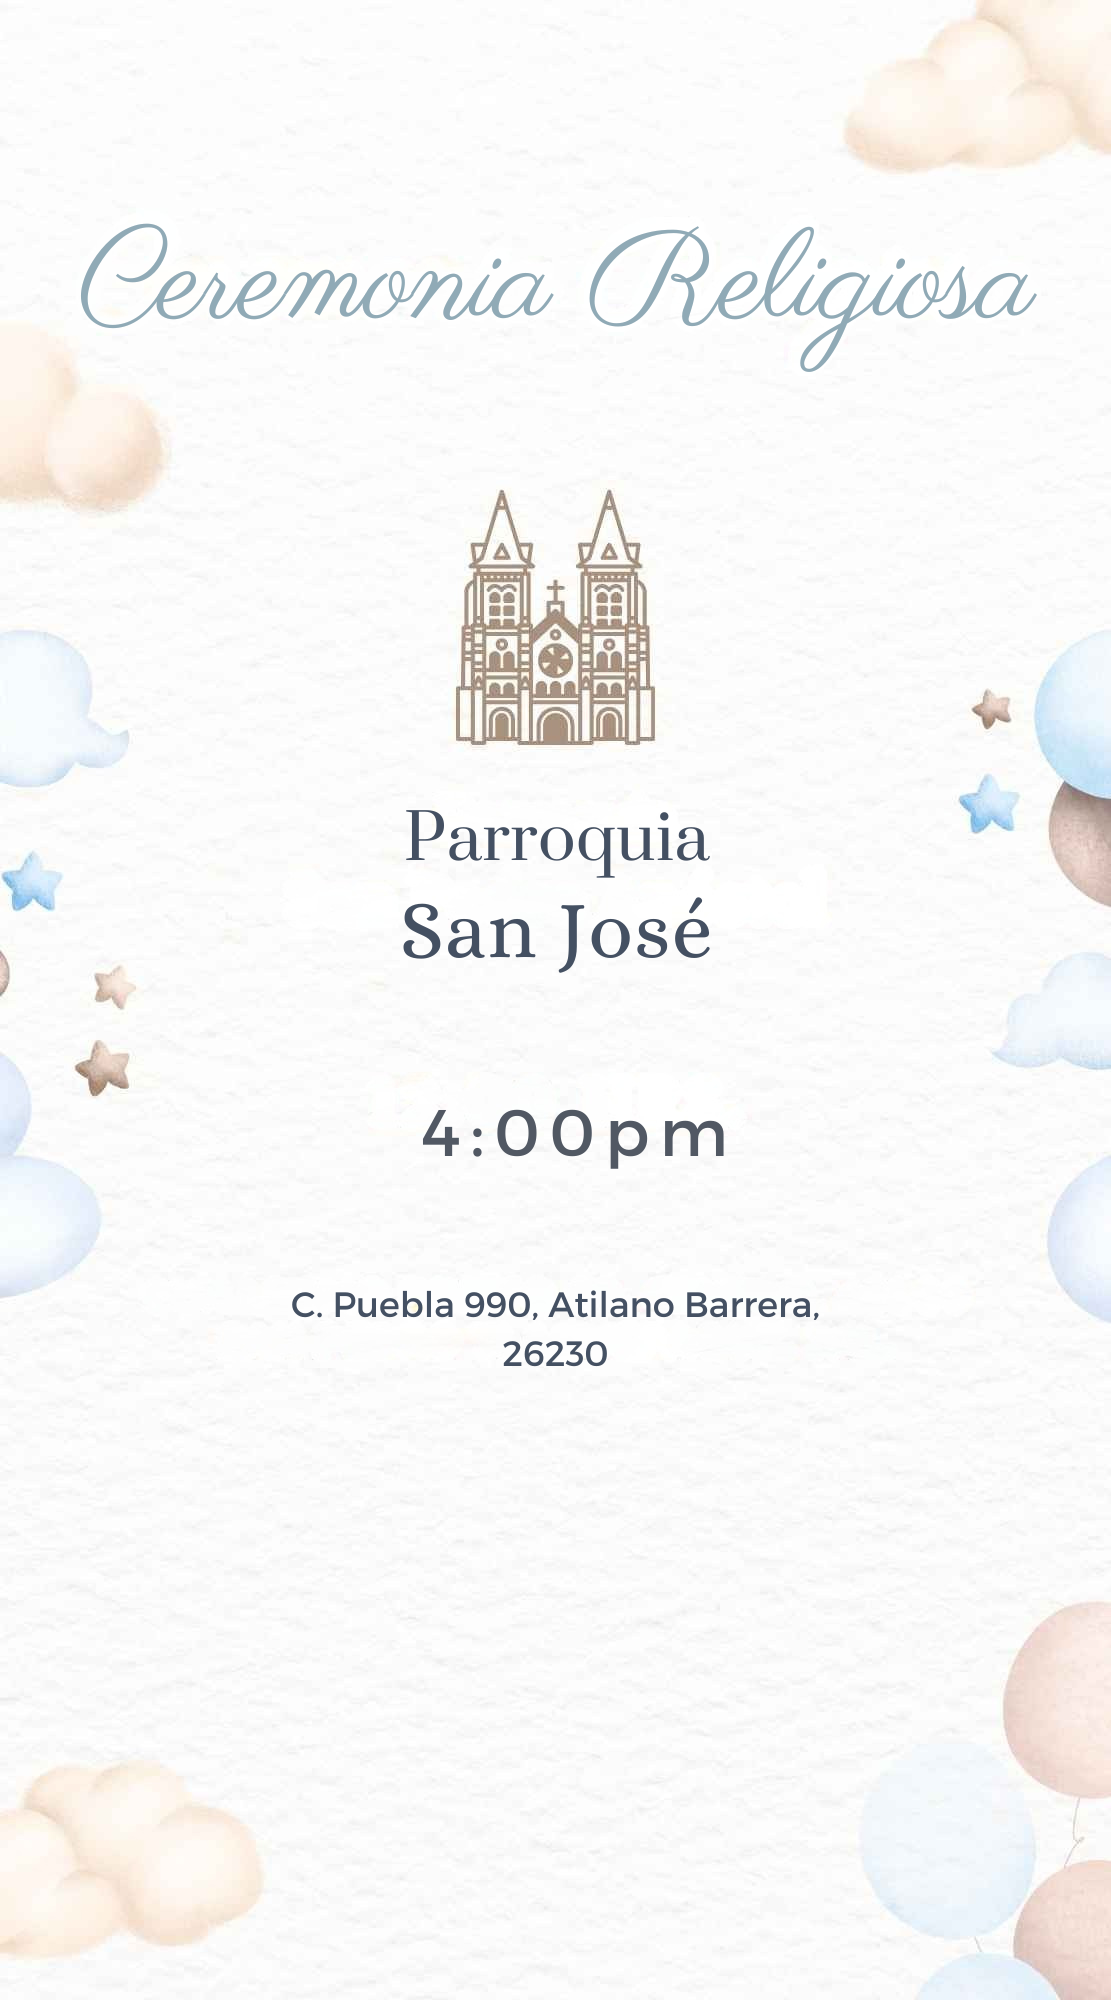 Ceremonia Religiosa
Parroquia
San José
4:00pm
C. Puebla 990, Atilano Barrera,
26230